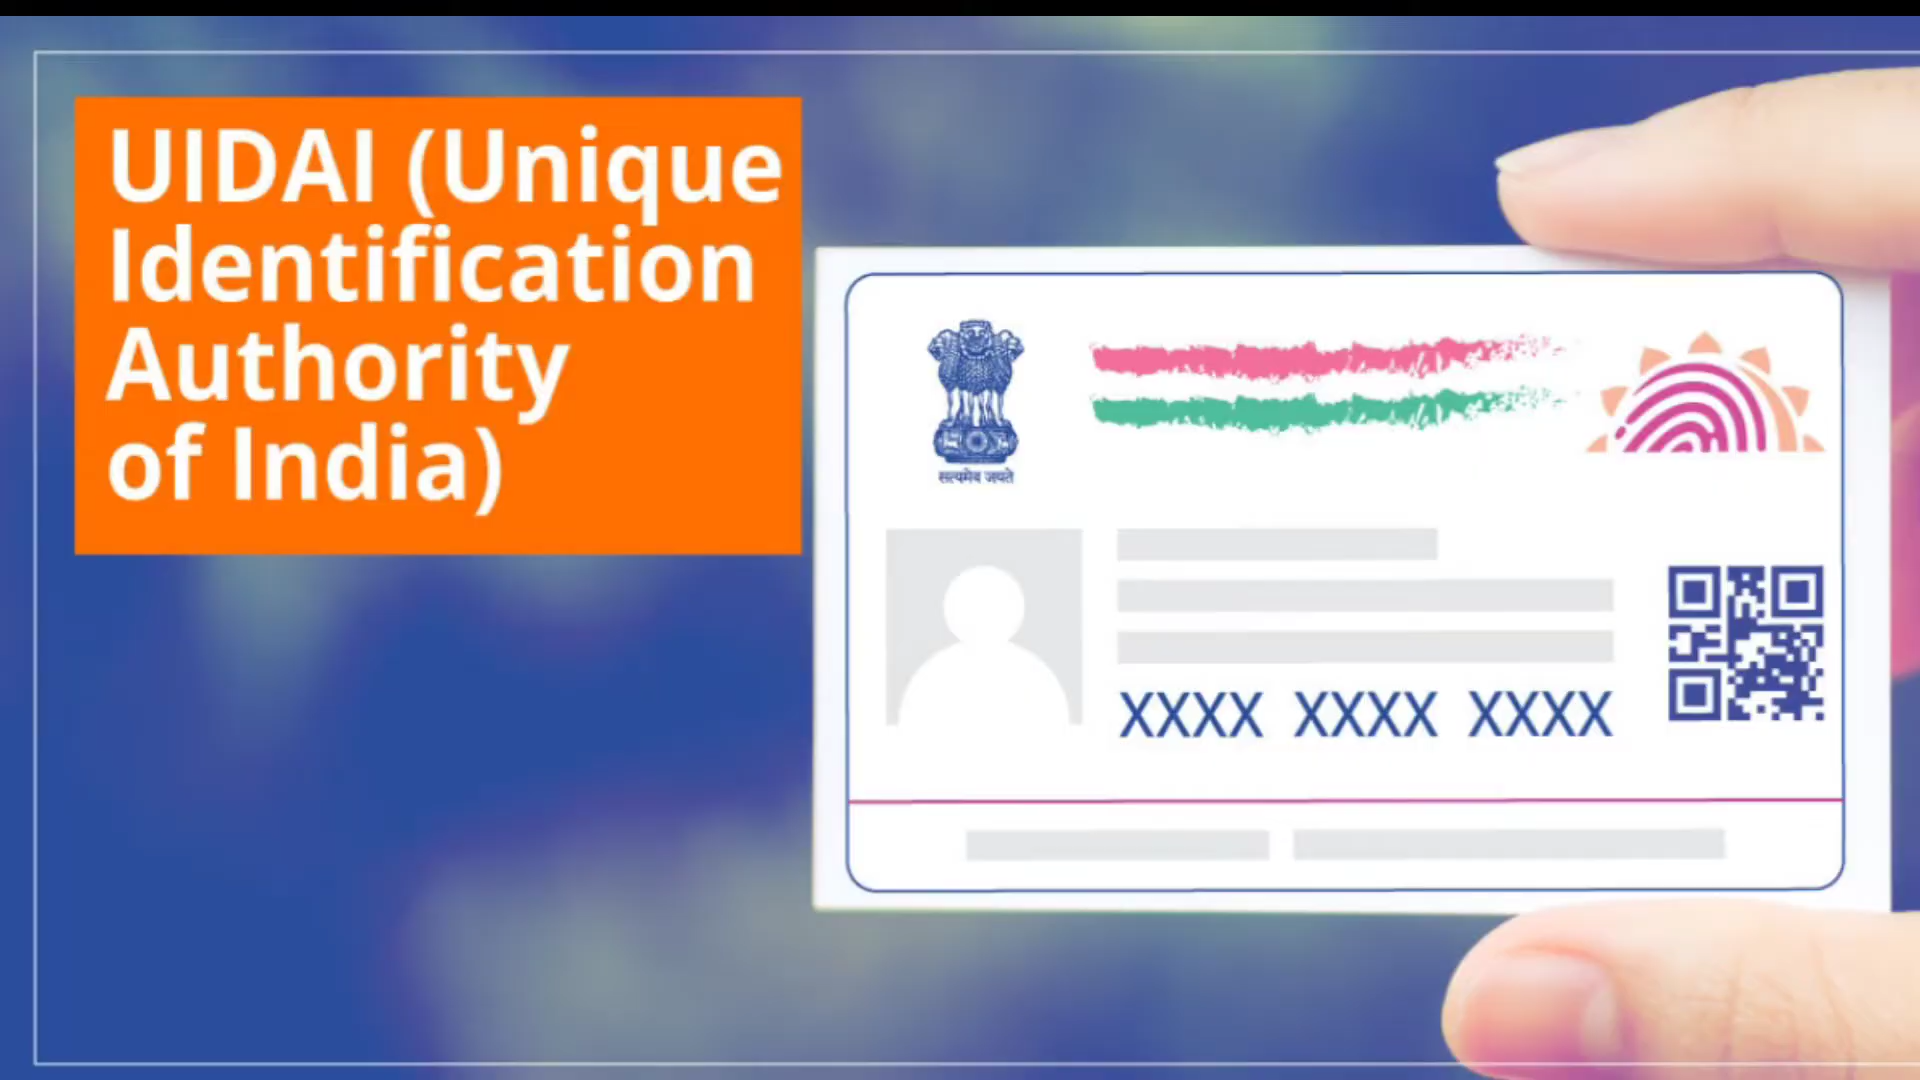 UIDAI (Unique
Identification
Authority
of India)
सत्यमेव जयते
XXXX XXXX XXXX